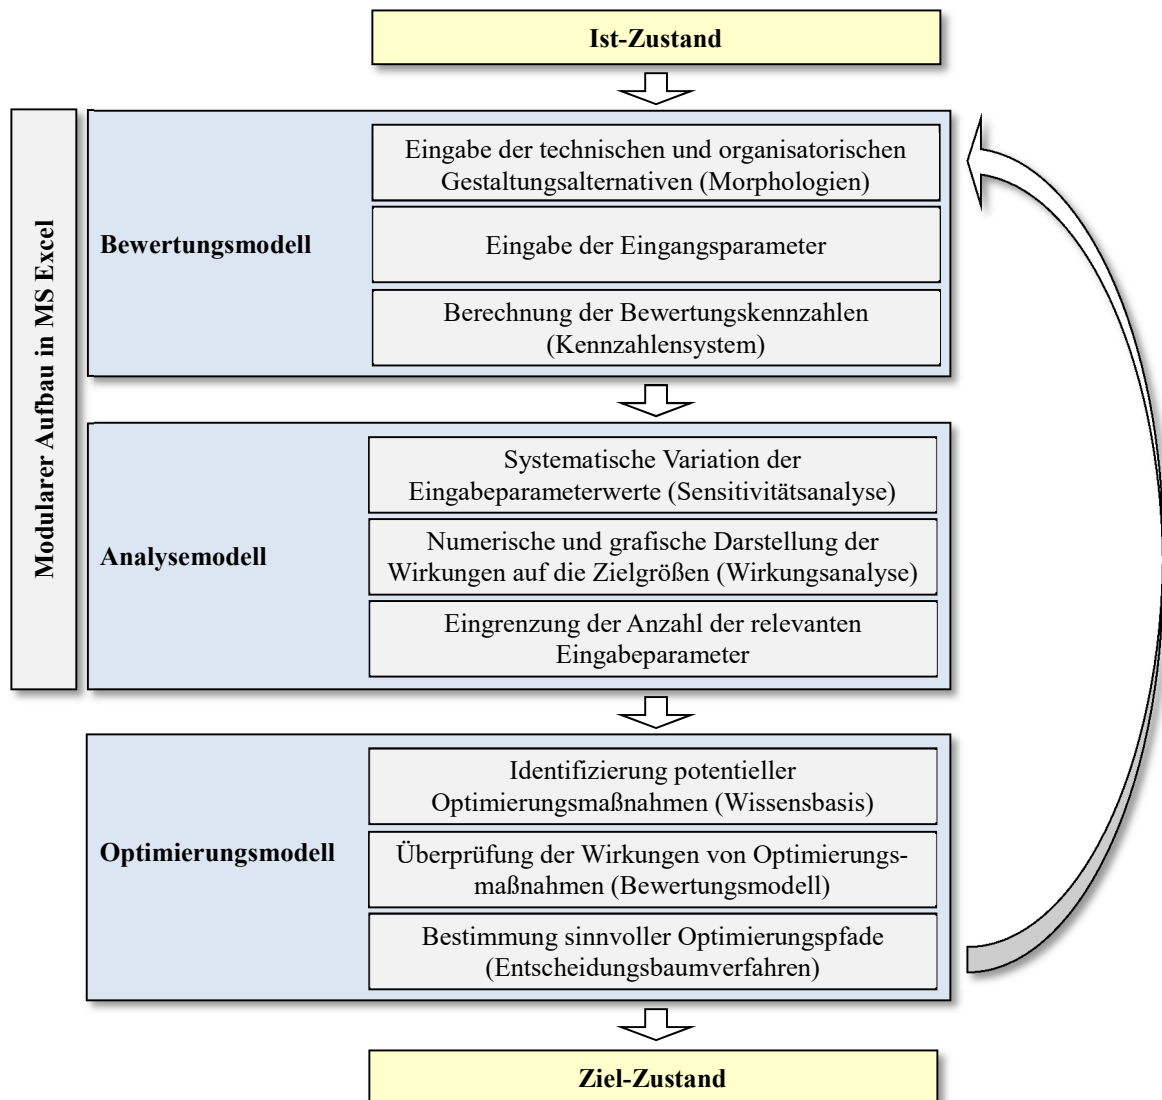 Ist-Zustand
Modularer Aufbau in MS Excel
Bewertungsmodell
Eingabe der technischen und organisatorischen
Gestaltungsalternativen (Morphologien)
Eingabe der Eingangsparameter
Berechnung der Bewertungskennzahlen
(Kennzahlensystem)
Analysemodell
Systematische Variation der
Eingabeparameterwerte (Sensitivitätsanalyse)
Numerische und grafische Darstellung der
Wirkungen auf die Zielgrößen (Wirkungsanalyse)
Eingrenzung der Anzahl der relevanten
Eingabeparameter
Optimierungsmodell
Identifizierung potentieller
Optimierungsmaßnahmen (Wissensbasis)
Überprüfung der Wirkungen von Optimierungs-
maßnahmen (Bewertungsmodell)
Bestimmung sinnvoller Optimierungspfade
(Entscheidungsbaumverfahren)
Ziel-Zustand